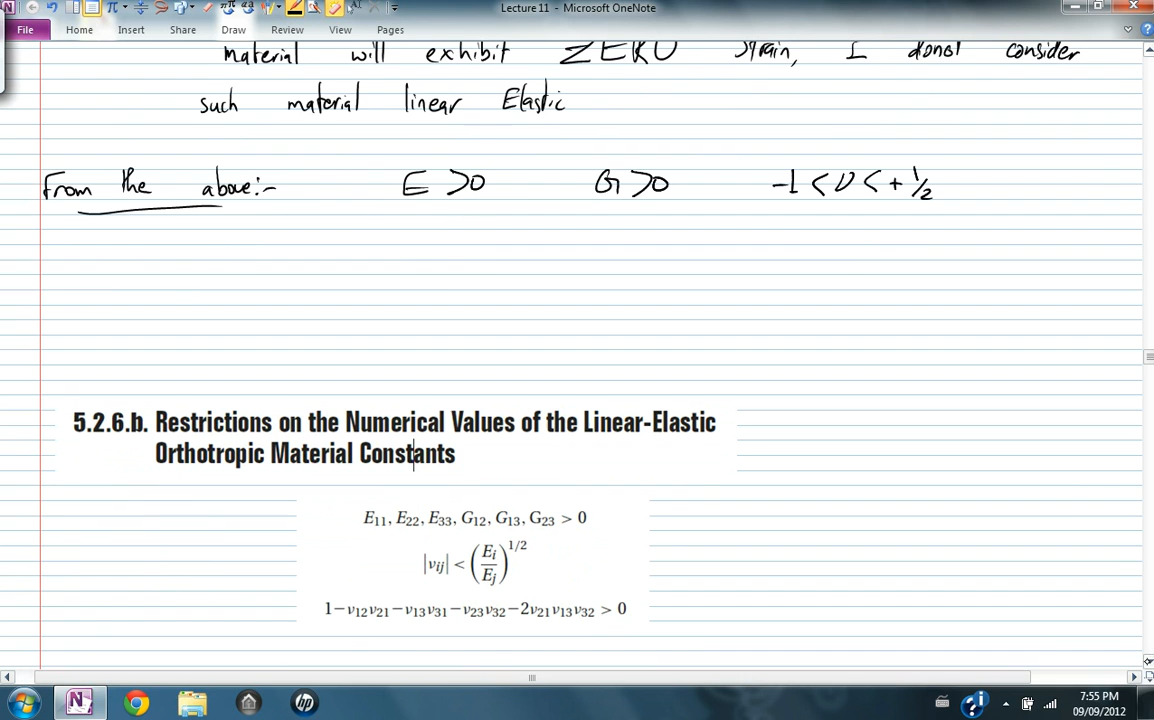 Lecture 11 - Microsoft OneNote
File Home Insert Share Draw Review View Pages
material will exhibit ZERO strain, I donot consider
such material linear Elastic
From the above:- E >0 G >0 -1 < ν < + 1/2
5.2.6.b. Restrictions on the Numerical Values of the Linear-Elastic
Orthotropic Material Constants
E11, E22, E33, G12, G13, G23 > 0
|νij| < (Ei/Ej)^1/2
1−ν12ν21−ν13ν31−ν23ν32−2ν21ν13ν32 > 0
7:55 PM
09/09/2012